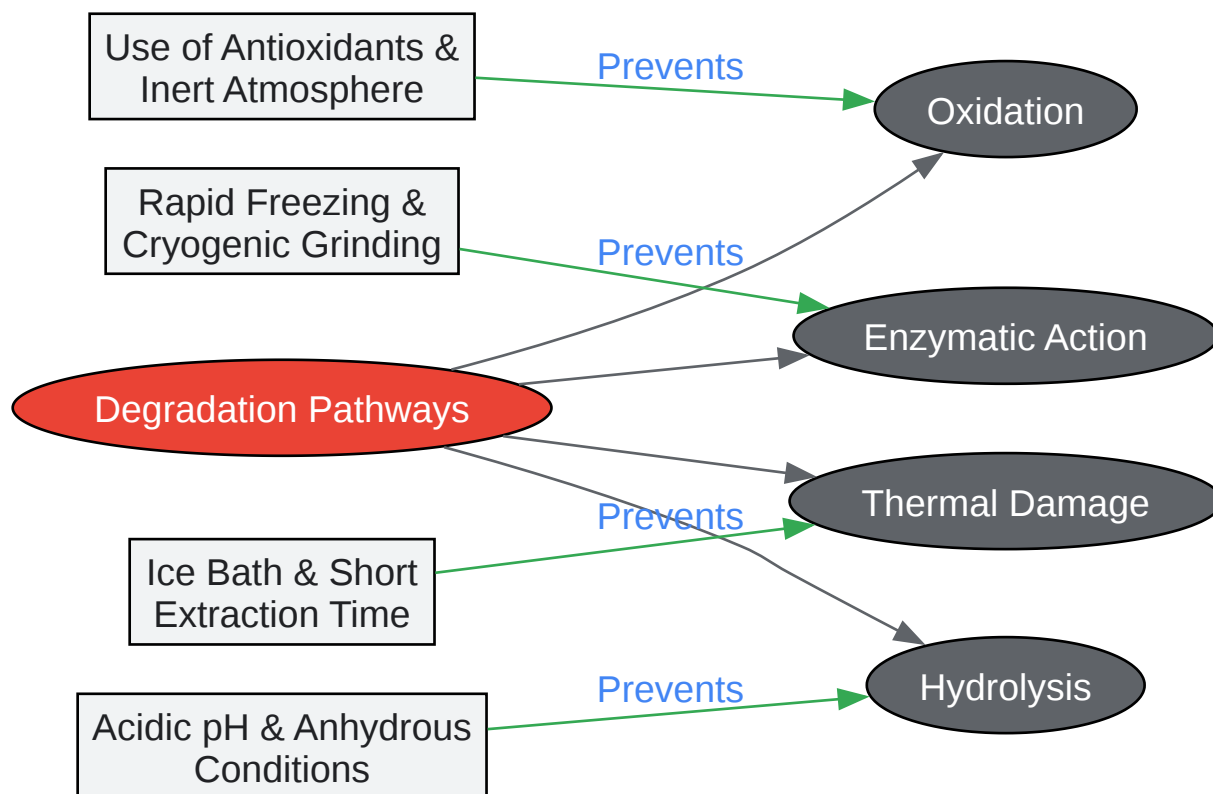 Use of Antioxidants &
Inert Atmosphere
Prevents
Oxidation
Rapid Freezing &
Cryogenic Grinding
Prevents
Enzymatic Action
Degradation Pathways
Thermal Damage
Prevents
Ice Bath & Short
Extraction Time
Hydrolysis
Prevents
Acidic pH & Anhydrous
Conditions